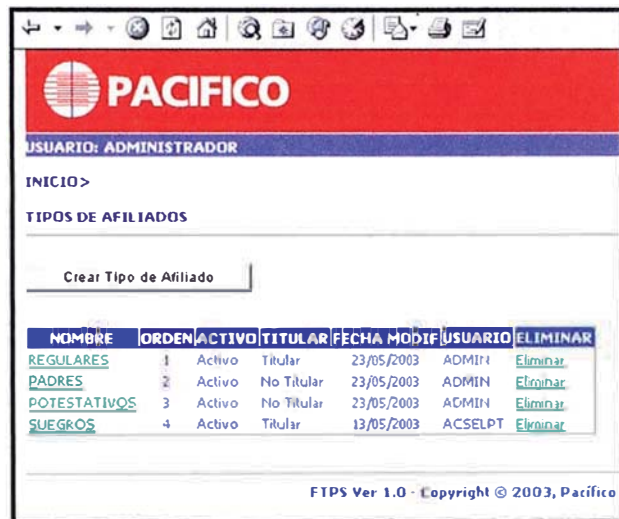 PACIFICO
USUARIO: ADMINISTRADOR
INICIO>
TIPOS DE AFILIADOS
Crear Tipo de Afiliado
NOMBRE ORDEN ACTIVO TITULAR FECHA MODIF USUARIO ELIMINAR
REGULARES 1 Activo Titular 23/05/2003 ADMIN Eliminar
PADRES 2 Activo No Titular 23/05/2003 ADMIN Eliminar
POTESTATIVOS 3 Activo No Titular 23/05/2003 ADMIN Eliminar
SUEGROS 4 Activo Titular 13/05/2003 ACSELPT Eliminar
FTPS Ver 1.0 - Copyright © 2003, Pacífico